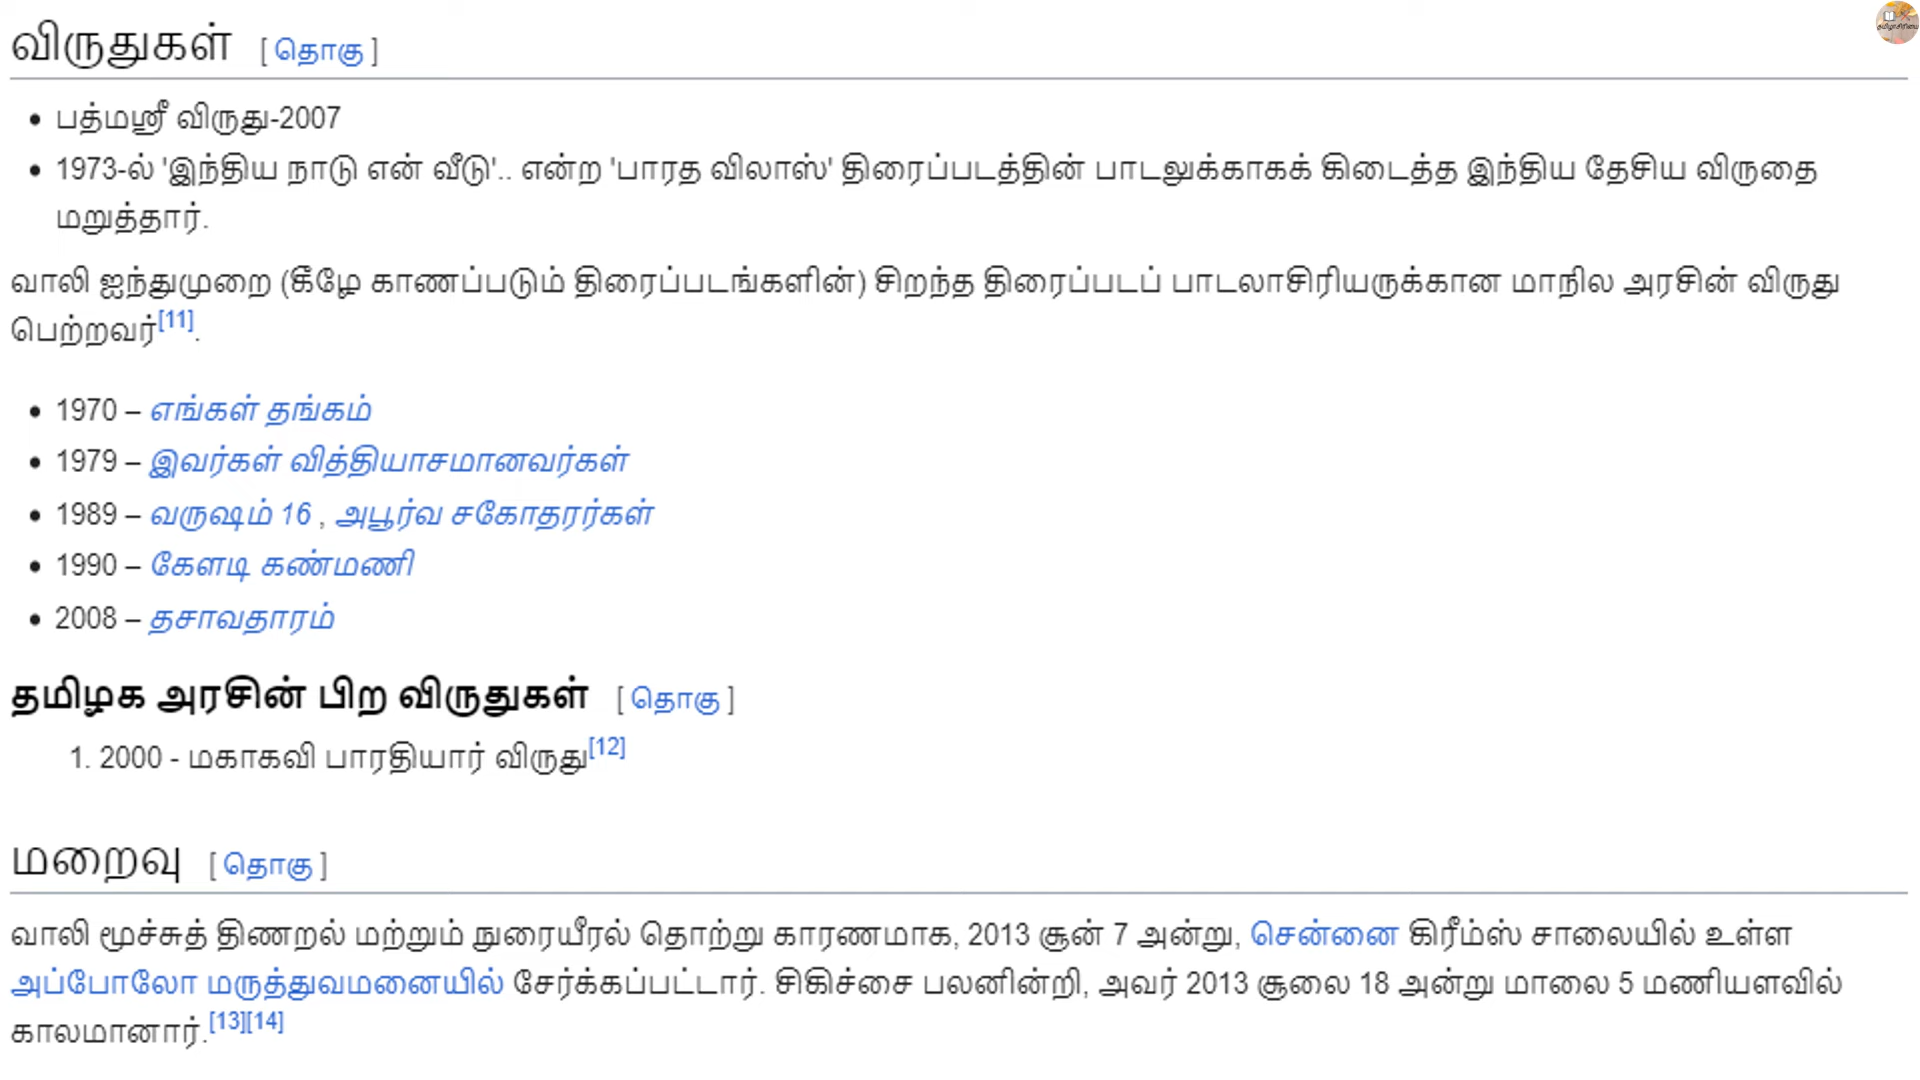 விருதுகள் [ தொகு ]
• பத்மஸ்ரீ விருது-2007
• 1973-ல் 'இந்திய நாடு என் வீடு'.. என்ற 'பாரத விலாஸ்' திரைப்படத்தின் பாடலுக்காகக் கிடைத்த இந்திய தேசிய விருதை
மறுத்தார்.
வாலி ஐந்துமுறை (கீழே காணப்படும் திரைப்படங்களின்) சிறந்த திரைப்படப் பாடலாசிரியருக்கான மாநில அரசின் விருது
பெற்றவர்[11].
• 1970 – எங்கள் தங்கம்
• 1979 – இவர்கள் வித்தியாசமானவர்கள்
• 1989 – வருஷம் 16 , அபூர்வ சகோதரர்கள்
• 1990 – கேளடி கண்மணி
• 2008 – தசாவதாரம்
தமிழக அரசின் பிற விருதுகள் [ தொகு ]
1. 2000 - மகாகவி பாரதியார் விருது[12]
மறைவு [ தொகு ]
வாலி மூச்சுத் திணறல் மற்றும் நுரையீரல் தொற்று காரணமாக, 2013 சூன் 7 அன்று, சென்னை கிரீம்ஸ் சாலையில் உள்ள
அப்போலோ மருத்துவமனையில் சேர்க்கப்பட்டார். சிகிச்சை பலனின்றி, அவர் 2013 சூலை 18 அன்று மாலை 5 மணியளவில்
காலமானார்.[13][14]